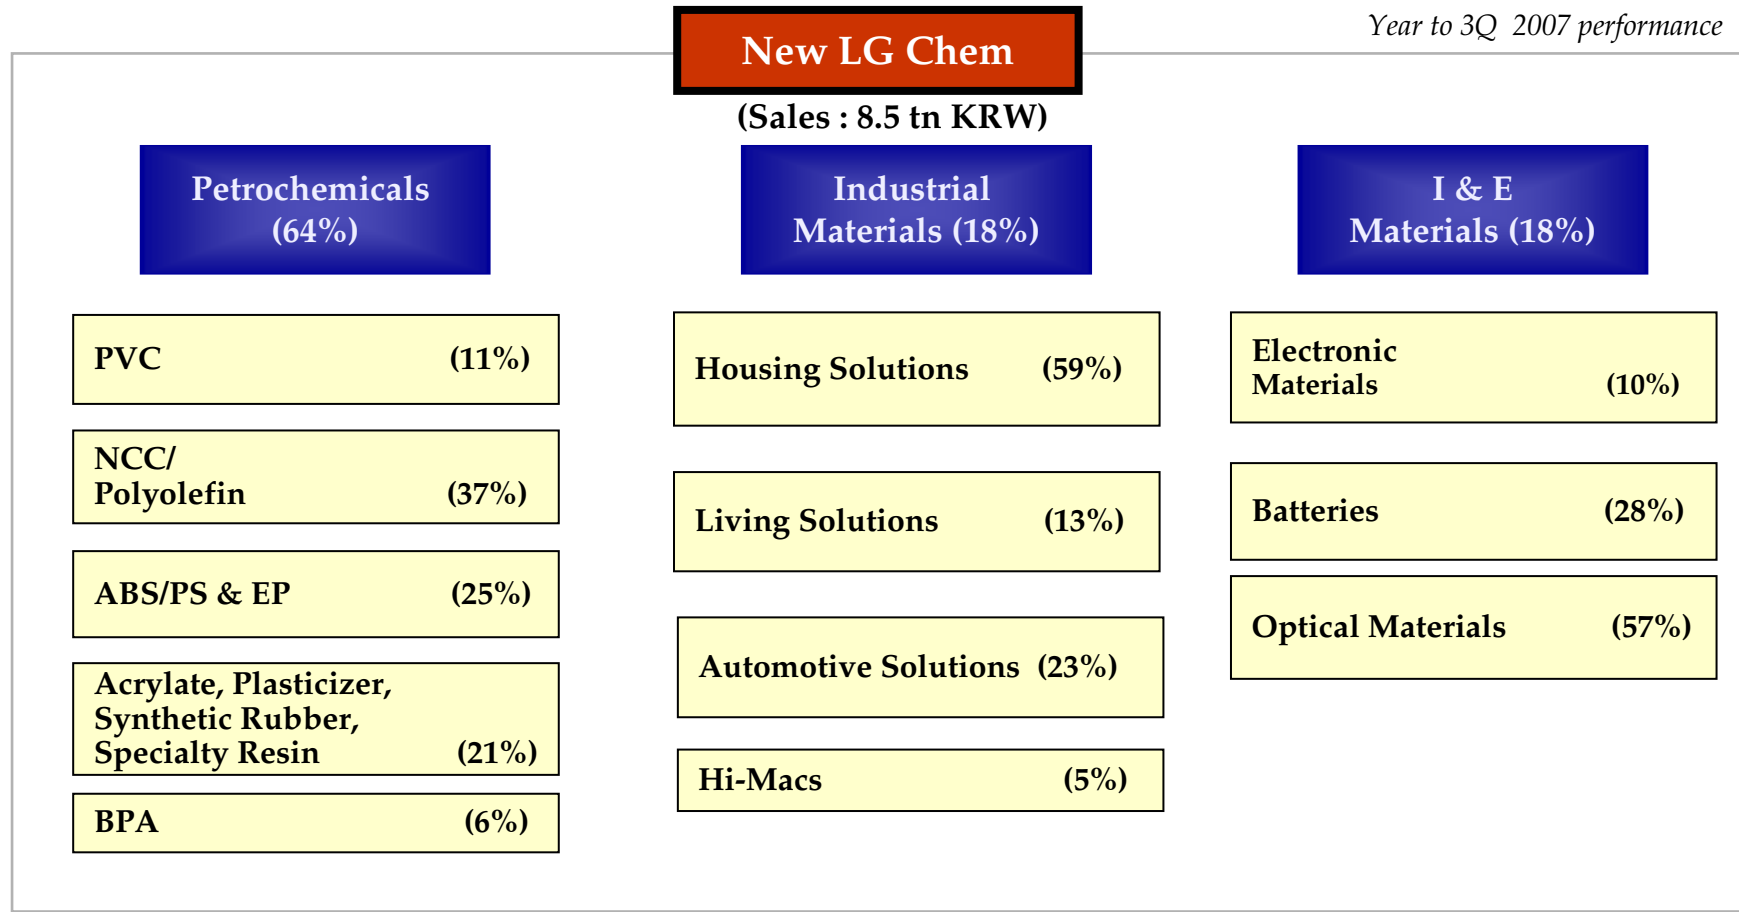 Year to 3Q 2007 performance
New LG Chem
(Sales : 8.5 tn KRW)
Petrochemicals
(64%)
PVC (11%)
NCC/
Polyolefin (37%)
ABS/PS & EP (25%)
Acrylate, Plasticizer,
Synthetic Rubber,
Specialty Resin (21%)
BPA (6%)
Industrial
Materials (18%)
Housing Solutions (59%)
Living Solutions (13%)
Automotive Solutions (23%)
Hi-Macs (5%)
I & E
Materials (18%)
Electronic
Materials (10%)
Batteries (28%)
Optical Materials (57%)